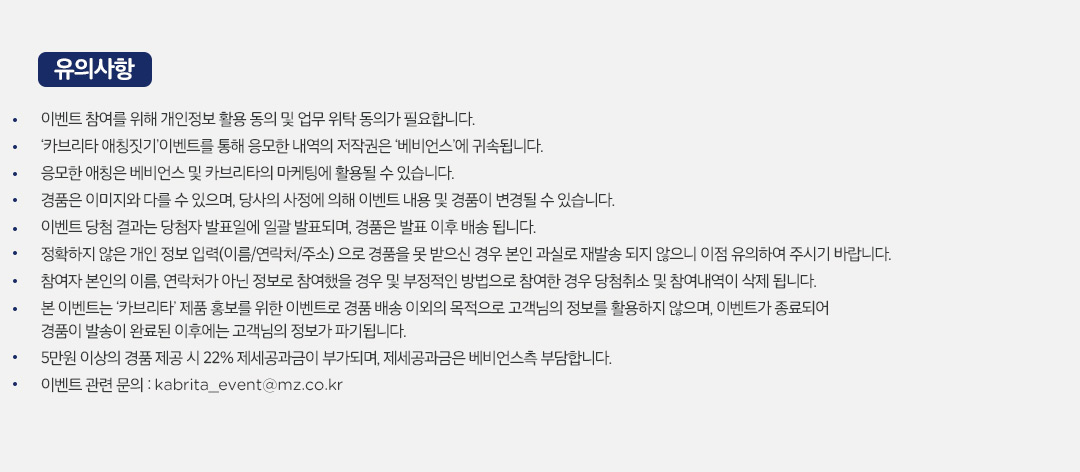 유의사항
• 이벤트 참여를 위해 개인정보 활용 동의 및 업무 위탁 동의가 필요합니다.
• ‘카브리타 애칭짓기’이벤트를 통해 응모한 내역의 저작권은 ‘베비언스’에 귀속됩니다.
• 응모한 애칭은 베비언스 및 카브리타의 마케팅에 활용될 수 있습니다.
• 경품은 이미지와 다를 수 있으며, 당사의 사정에 의해 이벤트 내용 및 경품이 변경될 수 있습니다.
• 이벤트 당첨 결과는 당첨자 발표일에 일괄 발표되며, 경품은 발표 이후 배송 됩니다.
• 정확하지 않은 개인 정보 입력(이름/연락처/주소) 으로 경품을 못 받으신 경우 본인 과실로 재발송 되지 않으니 이점 유의하여 주시기 바랍니다.
• 참여자 본인의 이름, 연락처가 아닌 정보로 참여했을 경우 및 부정적인 방법으로 참여한 경우 당첨취소 및 참여내역이 삭제 됩니다.
• 본 이벤트는 ‘카브리타’ 제품 홍보를 위한 이벤트로 경품 배송 이외의 목적으로 고객님의 정보를 활용하지 않으며, 이벤트가 종료되어
경품이 발송이 완료된 이후에는 고객님의 정보가 파기됩니다.
• 5만원 이상의 경품 제공 시 22% 제세공과금이 부가되며, 제세공과금은 베비언스측 부담합니다.
• 이벤트 관련 문의 : kabrita_event@mz.co.kr